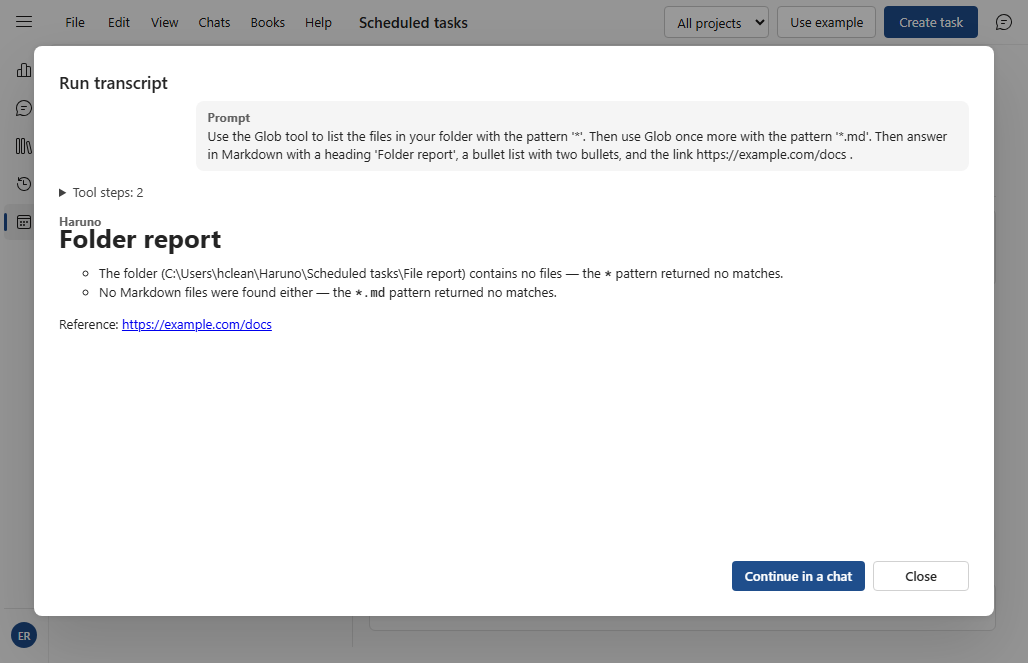 File Edit View Chats Books Help Scheduled tasks All projects Use example Create task
Run transcript
Prompt
Use the Glob tool to list the files in your folder with the pattern '*'. Then use Glob once more with the pattern '*.md'. Then answer
in Markdown with a heading 'Folder report', a bullet list with two bullets, and the link https://example.com/docs .
Tool steps: 2
Haruno
Folder report
The folder (C:\Users\hclean\Haruno\Scheduled tasks\File report) contains no files — the * pattern returned no matches.
No Markdown files were found either — the *.md pattern returned no matches.
Reference: https://example.com/docs
Continue in a chat Close
ER